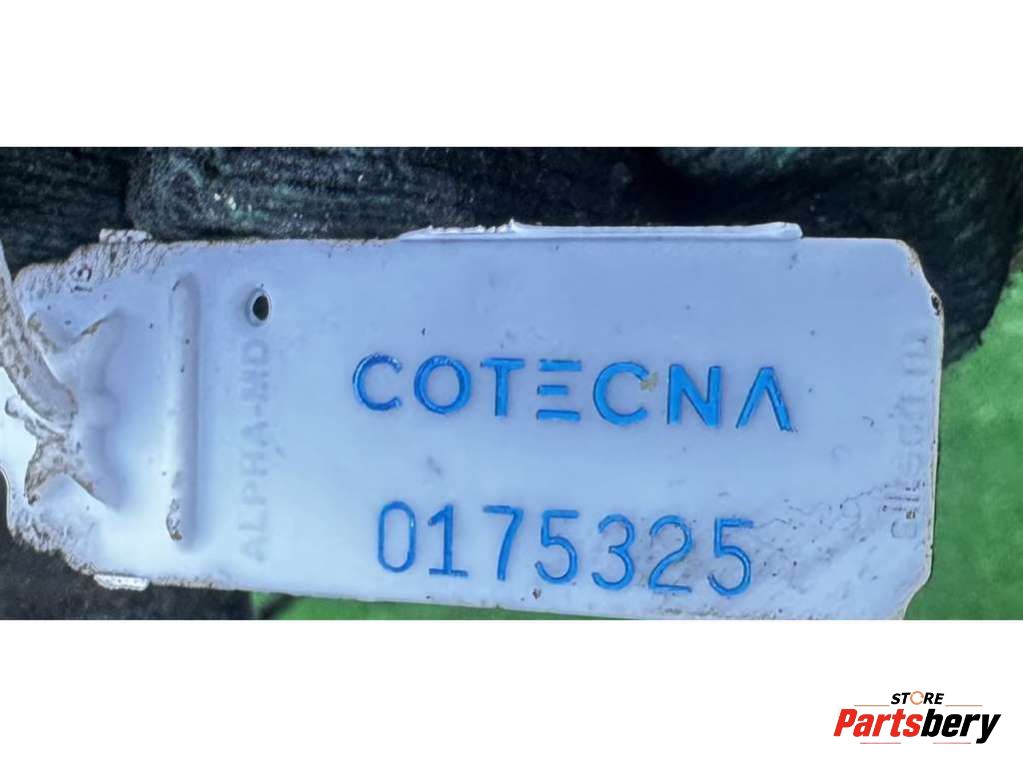 COTECNA
0175325
ALPHA-MD
STORE
Partsbery